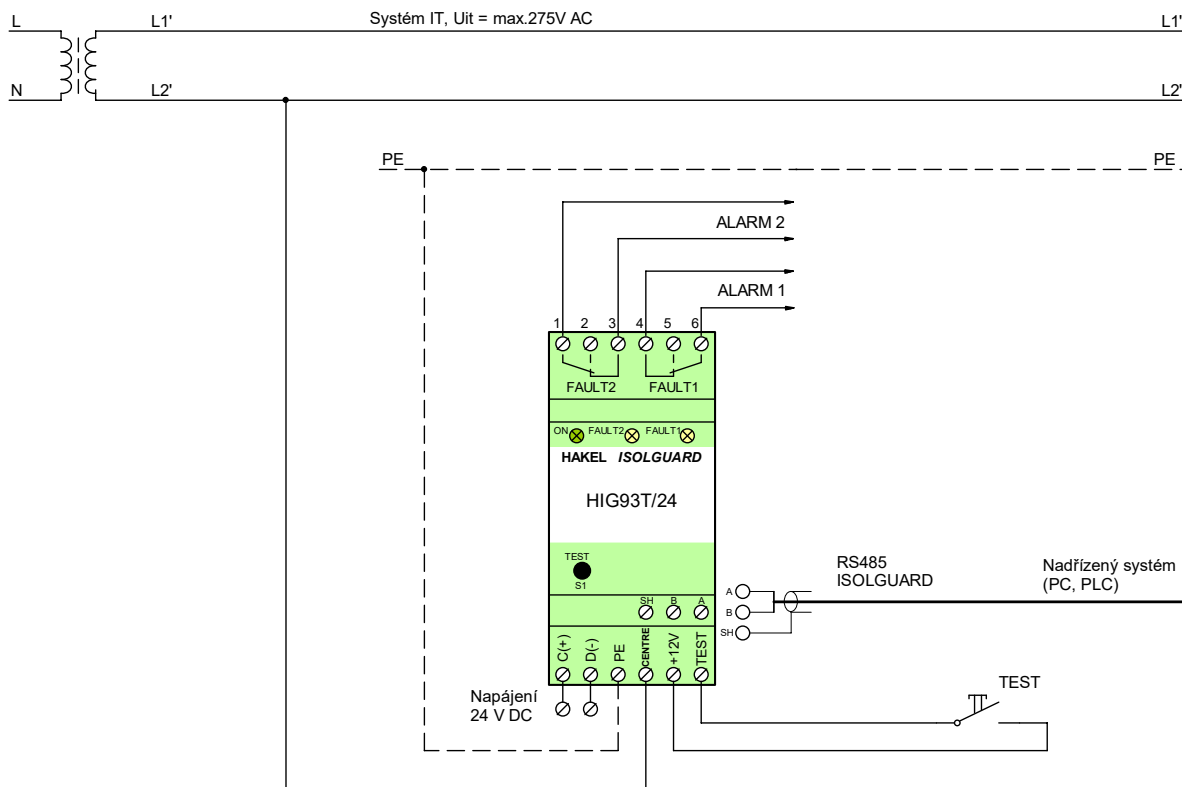 L L1' Systém IT, Uit = max.275V AC L1'
N L2' L2'
PE PE
ALARM 2
ALARM 1
1 2 3 4 5 6
FAULT2 FAULT1
ON FAULT2 FAULT1
HAKEL ISOLGUARD
HIG93T/24
TEST
S1
RS485
ISOLGUARD
Nadřízený systém
(PC, PLC)
A
B
SH
SH B A
C(+) D(-) PE CENTRE +12V TEST
Napájení
24 V DC
TEST